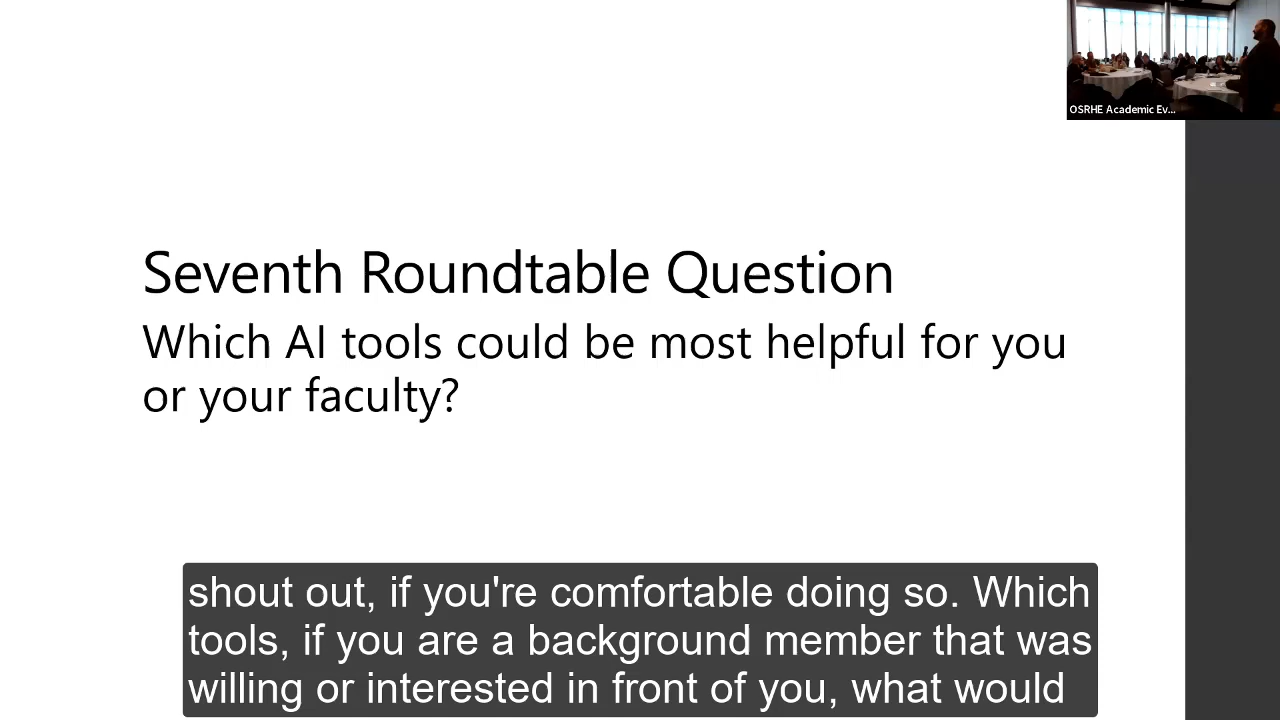 OSRHE Academic Ev...
Seventh Roundtable Question
Which AI tools could be most helpful for you
or your faculty?
shout out, if you're comfortable doing so. Which
tools, if you are a background member that was
willing or interested in front of you, what would